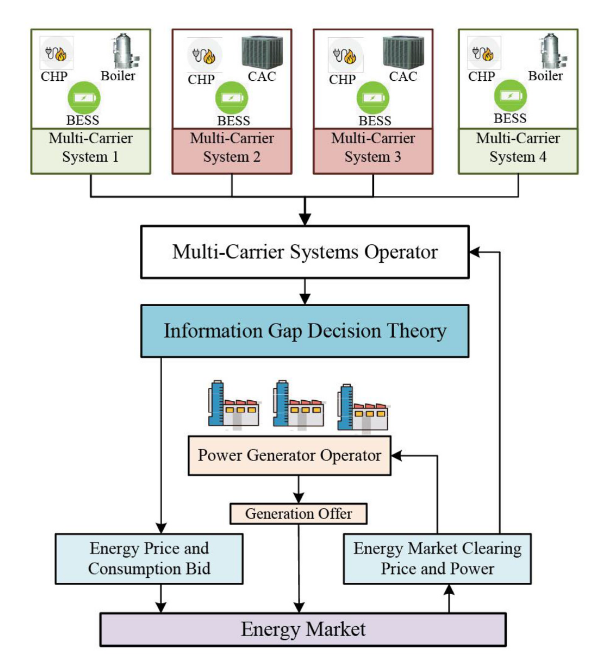 CHP
Boiler
BESS
Multi-Carrier
System 1
CHP
CAC
BESS
Multi-Carrier
System 2
CHP
CAC
BESS
Multi-Carrier
System 3
CHP
Boiler
BESS
Multi-Carrier
System 4
Multi-Carrier Systems Operator
Information Gap Decision Theory
Power Generator Operator
Generation Offer
Energy Price and
Consumption Bid
Energy Market Clearing
Price and Power
Energy Market